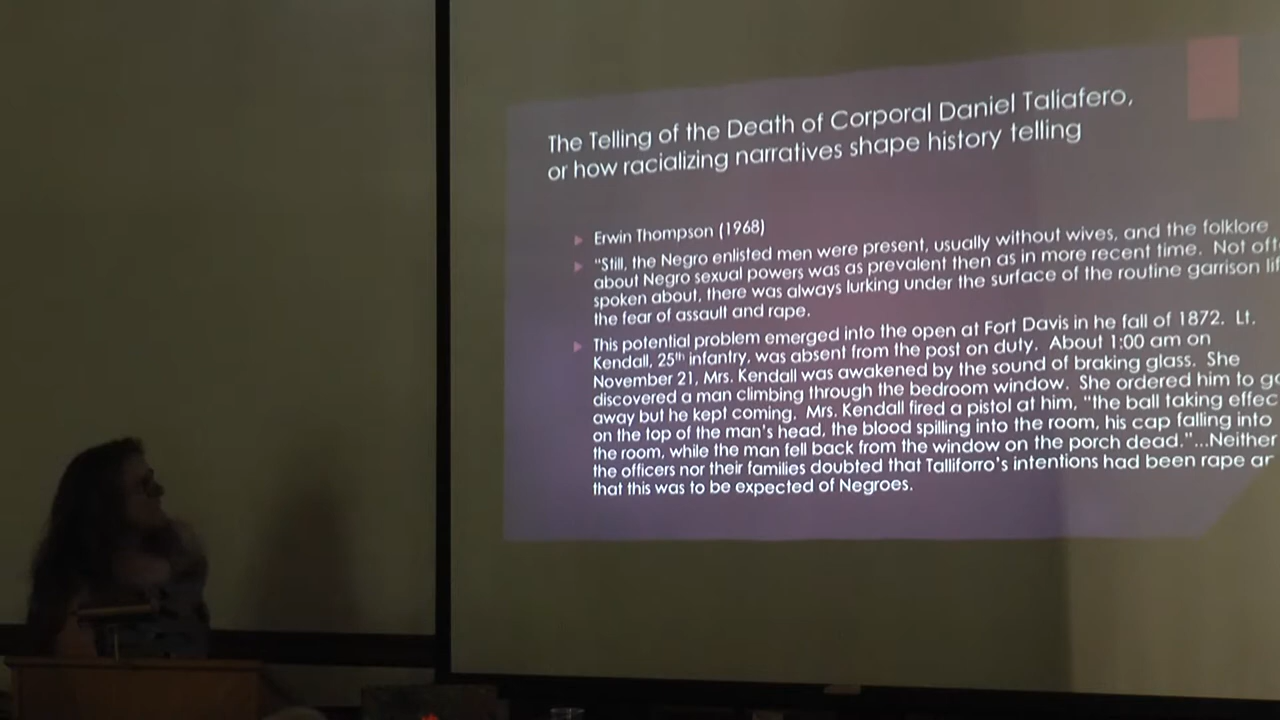 The Telling of the Death of Corporal Daniel Taliafero,
or how racializing narratives shape history telling
Erwin Thompson (1968)
"Still, the Negro enlisted men were present, usually without wives, and the folklore
about Negro sexual powers was as prevalent then as in more recent time. Not oft
spoken about, there was always lurking under the surface of the routine garrison lif
the fear of assault and rape.
This potential problem emerged into the open at Fort Davis in he fall of 1872. Lt.
Kendall, 25th infantry, was absent from the post on duty. About 1:00 am on
November 21, Mrs. Kendall was awakened by the sound of braking glass. She
discovered a man climbing through the bedroom window. She ordered him to go
away but he kept coming. Mrs. Kendall fired a pistol at him, "the ball taking effec
on the top of the man's head, the blood spilling into the room, his cap falling into
the room, while the man fell back from the window on the porch dead."...Neither
the officers nor their families doubted that Talliforro's intentions had been rape an
that this was to be expected of Negroes.